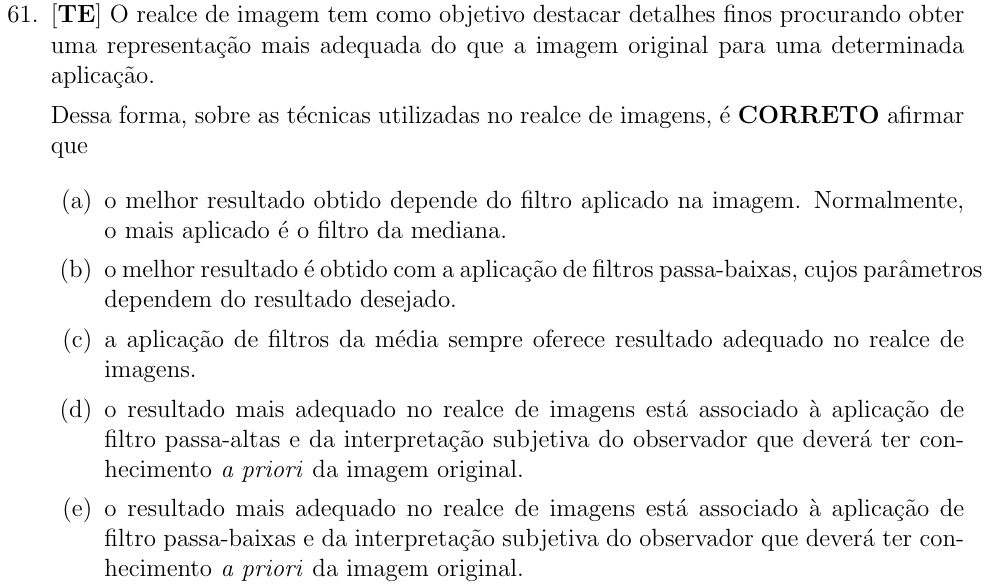 61. [TE] O realce de imagem tem como objetivo destacar detalhes finos procurando obter
uma representação mais adequada do que a imagem original para uma determinada
aplicação.
Dessa forma, sobre as técnicas utilizadas no realce de imagens, é CORRETO afirmar
que
(a) o melhor resultado obtido depende do filtro aplicado na imagem. Normalmente,
o mais aplicado é o filtro da mediana.
(b) o melhor resultado é obtido com a aplicação de filtros passa-baixas, cujos parâmetros
dependem do resultado desejado.
(c) a aplicação de filtros da média sempre oferece resultado adequado no realce de
imagens.
(d) o resultado mais adequado no realce de imagens está associado à aplicação de
filtro passa-altas e da interpretação subjetiva do observador que deverá ter con-
hecimento a priori da imagem original.
(e) o resultado mais adequado no realce de imagens está associado à aplicação de
filtro passa-baixas e da interpretação subjetiva do observador que deverá ter con-
hecimento a priori da imagem original.